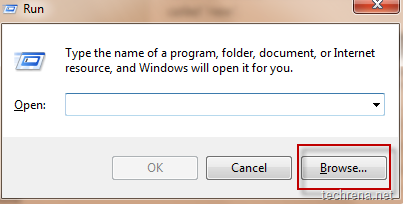 Run
Type the name of a program, folder, document, or Internet
resource, and Windows will open it for you.
Open:
OK
Cancel
Browse...
techrena.net